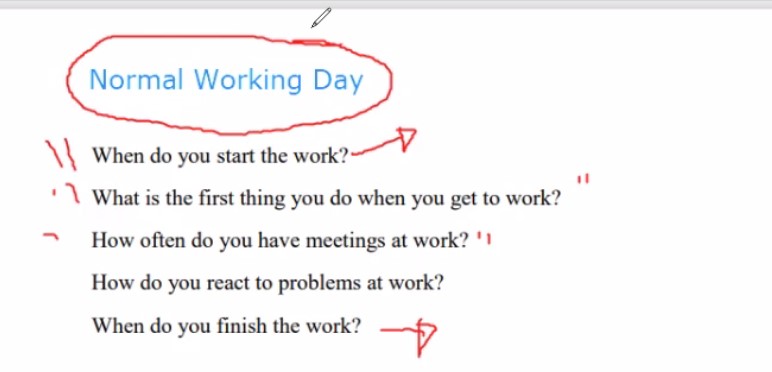 Normal Working Day
When do you start the work?
What is the first thing you do when you get to work?
How often do you have meetings at work?
How do you react to problems at work?
When do you finish the work?